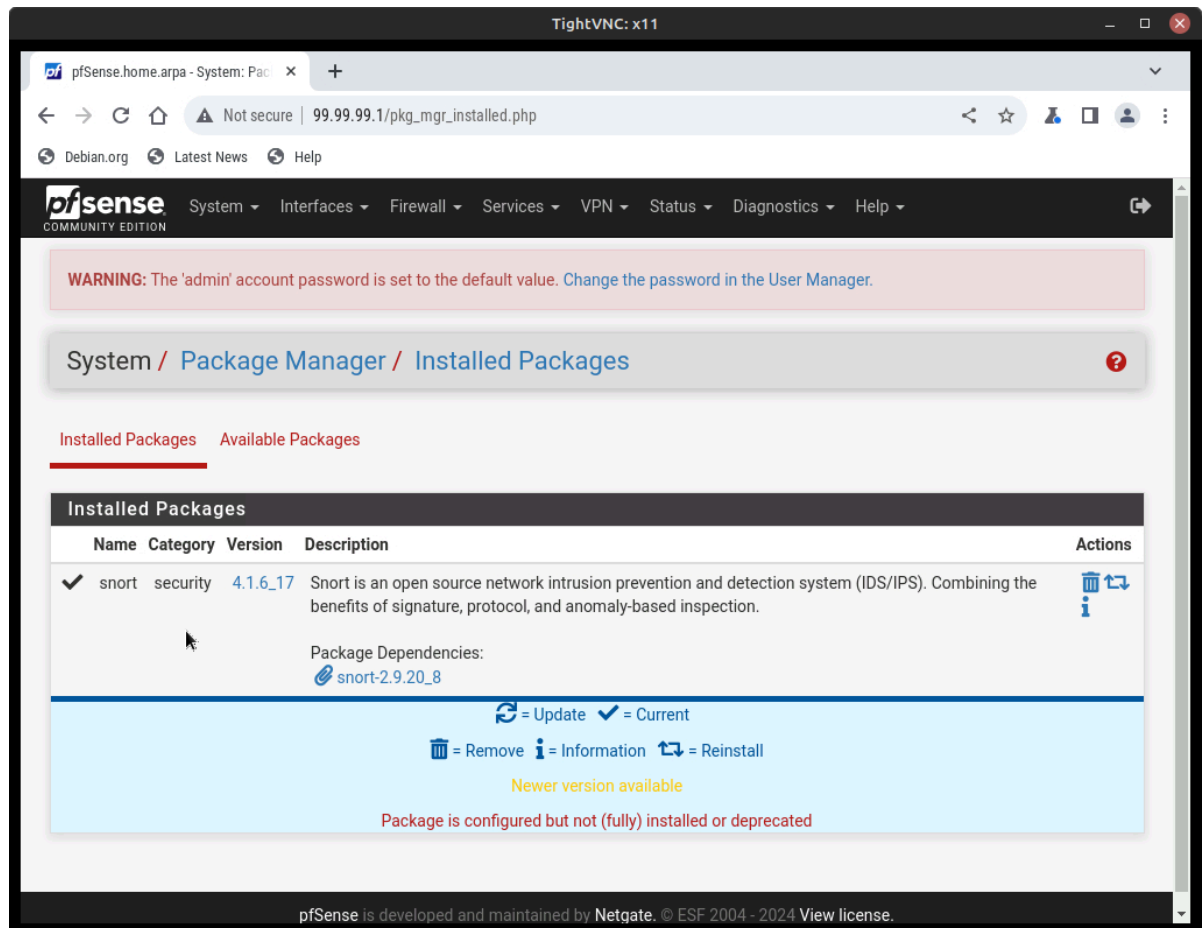 TightVNC: x11
pfSense.home.arpa - System: Pac
Not secure | 99.99.99.1/pkg_mgr_installed.php
Debian.org Latest News Help
pfsense System Interfaces Firewall Services VPN Status Diagnostics Help
COMMUNITY EDITION
WARNING: The 'admin' account password is set to the default value. Change the password in the User Manager.
System / Package Manager / Installed Packages
Installed Packages Available Packages
Installed Packages
Name Category Version Description Actions
snort security 4.1.6_17 Snort is an open source network intrusion prevention and detection system (IDS/IPS). Combining the
benefits of signature, protocol, and anomaly-based inspection.
Package Dependencies:
snort-2.9.20_8
= Update = Current
= Remove = Information = Reinstall
Newer version available
Package is configured but not (fully) installed or deprecated
pfSense is developed and maintained by Netgate. © ESF 2004 - 2024 View license.